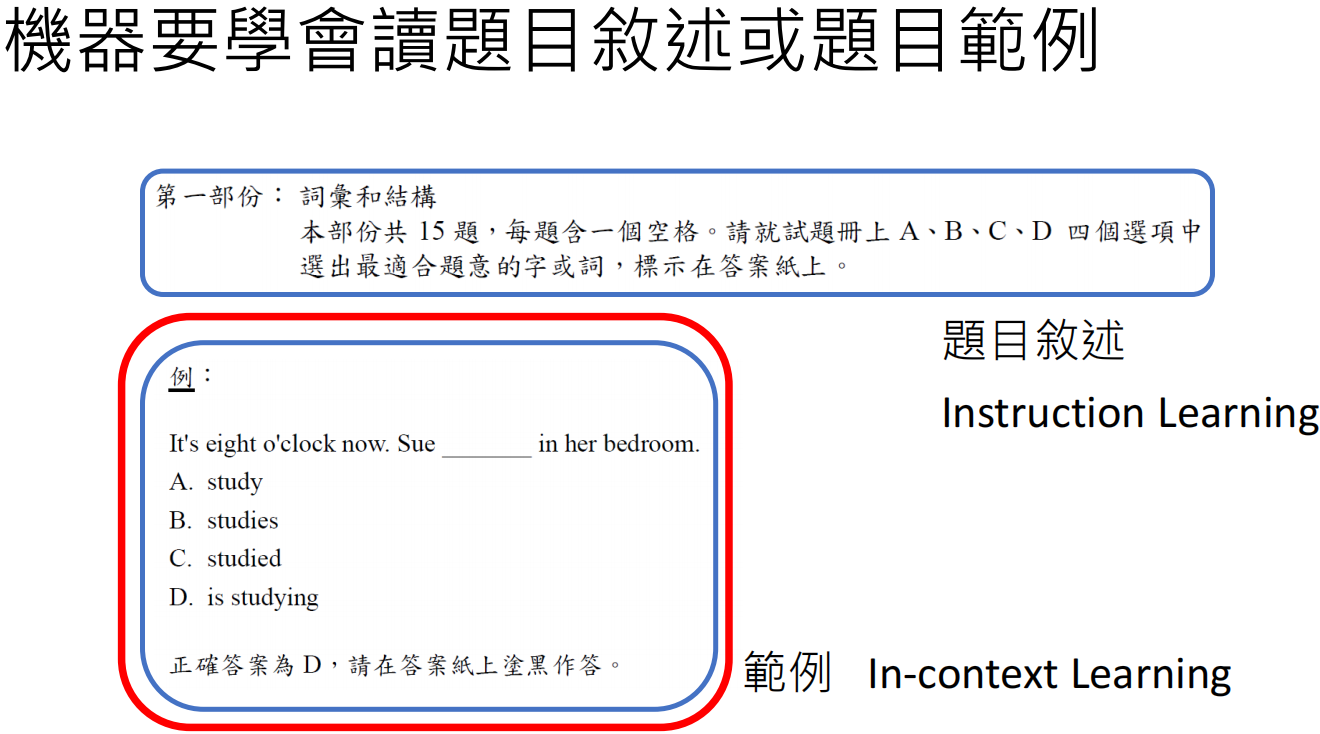 機器要學會讀題目敘述或題目範例
第一部份： 詞彙和結構
本部份共 15 題，每題含一個空格。請就試題冊上 A、B、C、D 四個選項中
選出最適合題意的字或詞，標示在答案紙上。
題目敘述
Instruction Learning
例：
It's eight o'clock now. Sue _______ in her bedroom.
A. study
B. studies
C. studied
D. is studying
正確答案為 D，請在答案紙上塗黑作答。
範例 In-context Learning